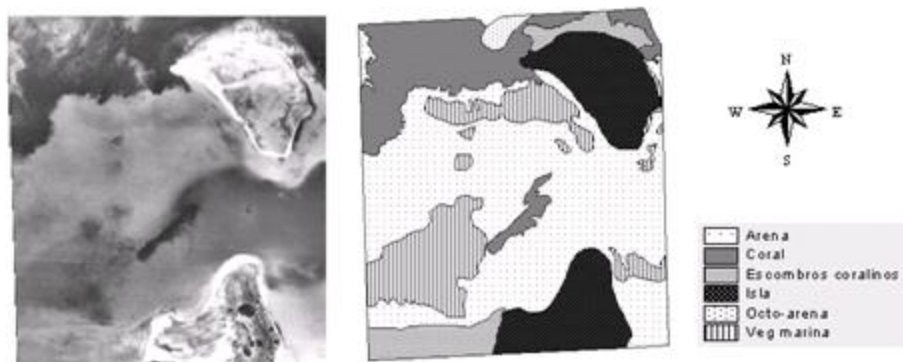 N
W E
S
Arena
Coral
Escombros coralinos
Isla
Octo-arena
Veg marina